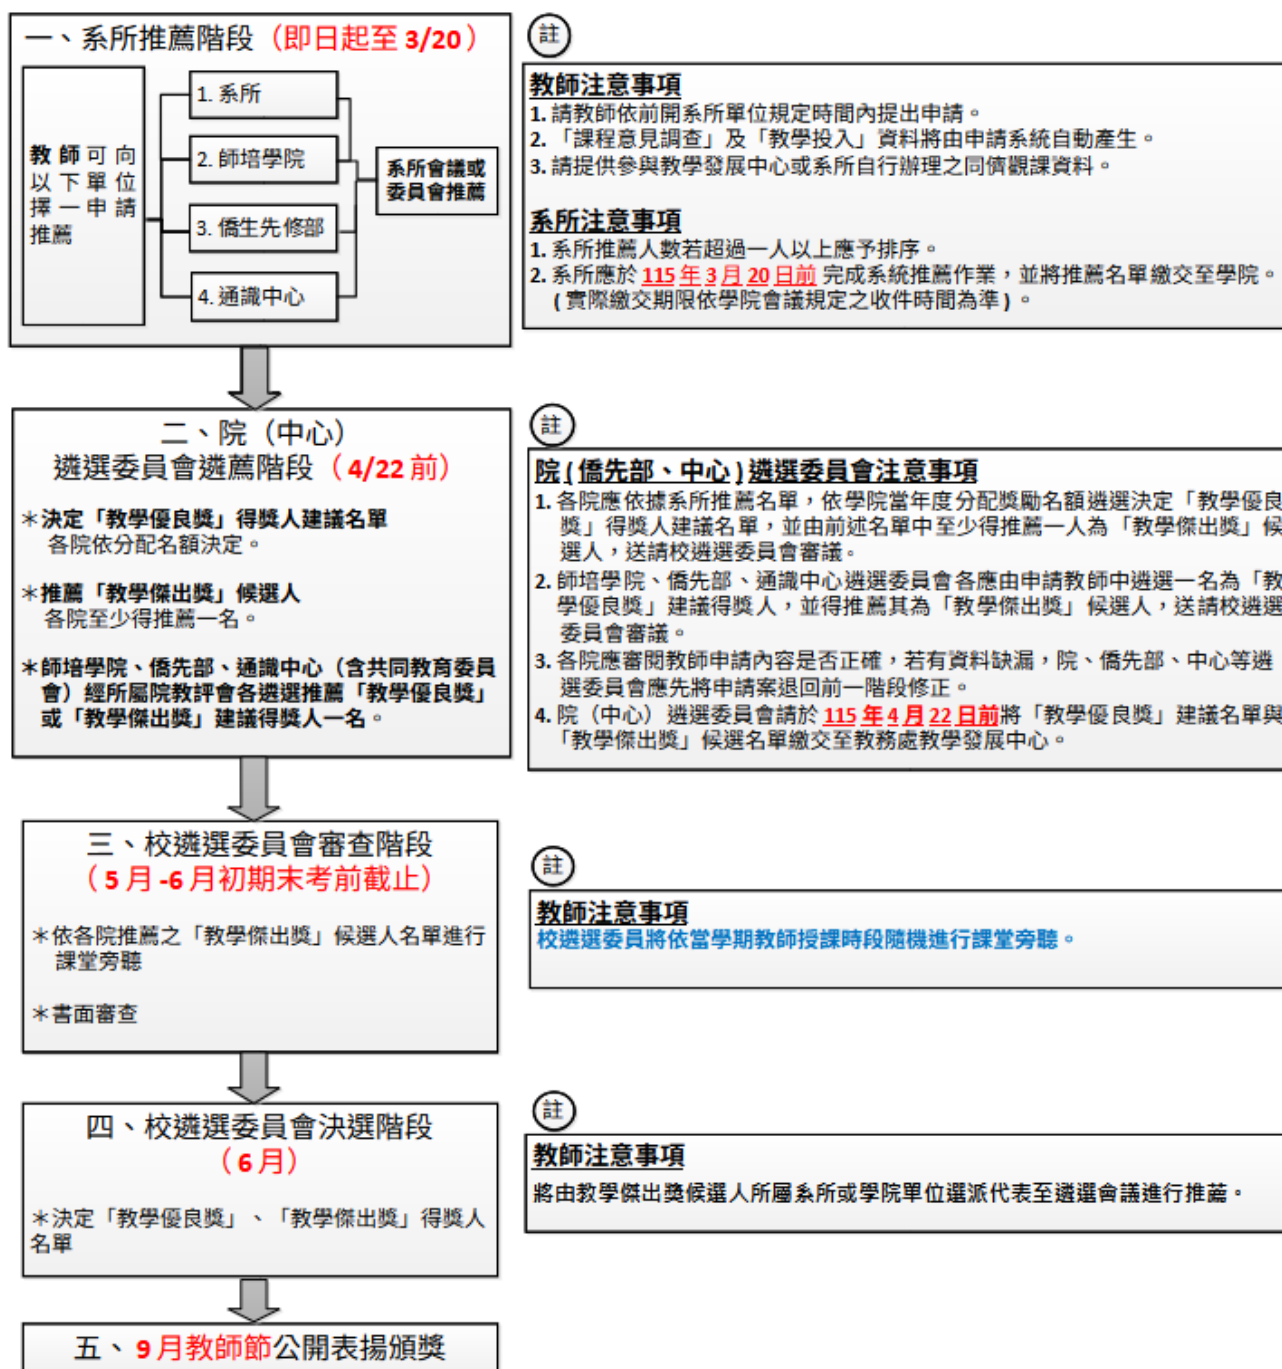 一、系所推薦階段（即日起至 3/20 ）
教師可向
以下單位
擇一申請
推薦
1. 系所
2. 師培學院
3. 僑生先修部
4. 通識中心
系所會議或
委員會推薦
註
教師注意事項
1. 請教師依前開系所單位規定時間內提出申請。
2. 「課程意見調查」及「教學投入」資料將由申請系統自動產生。
3. 請提供參與教學發展中心或系所自行辦理之同儕觀課資料。
系所注意事項
1. 系所推薦人數若超過一人以上應予排序。
2. 系所應於 115 年 3 月 20 日前 完成系統推薦作業，並將推薦名單繳交至學院。
( 實際繳交期限依學院會議規定之收件時間為準 ) 。
二、院（中心）
遴選委員會遴薦階段（ 4/22 前）
＊決定「教學優良獎」得獎人建議名單
各院依分配名額決定。
＊推薦「教學傑出獎」候選人
各院至少得推薦一名。
＊師培學院、僑先部、通識中心（含共同教育委員
會）經所屬院教評會各遴選推薦「教學優良獎」
或「教學傑出獎」建議得獎人一名。
註
院 ( 僑先部、中心 ) 遴選委員會注意事項
1. 各院應依據系所推薦名單，依學院當年度分配獎勵名額遴選決定「教學優良
獎」得獎人建議名單，並由前述名單中至少得推薦一人為「教學傑出獎」候
選人，送請校遴選委員會審議。
2. 師培學院、僑先部、通識中心遴選委員會各應由申請教師中遴選一名為「教
學優良獎」建議得獎人，並得推薦其為「教學傑出獎」候選人，送請校遴選
委員會審議。
3. 各院應審閱教師申請內容是否正確，若有資料缺漏，院、僑先部、中心等遴
選委員會應先將申請案退回前一階段修正。
4. 院（中心）遴選委員會請於 115 年 4 月 22 日前將「教學優良獎」建議名單與
「教學傑出獎」候選名單繳交至教務處教學發展中心。
三、校遴選委員會審查階段
（ 5 月 -6 月初期末考前截止）
＊依各院推薦之「教學傑出獎」候選人名單進行
課堂旁聽
＊書面審查
註
教師注意事項
校遴選委員將依當學期教師授課時段隨機進行課堂旁聽。
四、校遴選委員會決選階段
（ 6 月）
＊決定「教學優良獎」、「教學傑出獎」得獎人
名單
註
教師注意事項
將由教學傑出獎候選人所屬系所或學院單位選派代表至遴選會議進行推薦。
五、 9 月教師節公開表揚頒獎